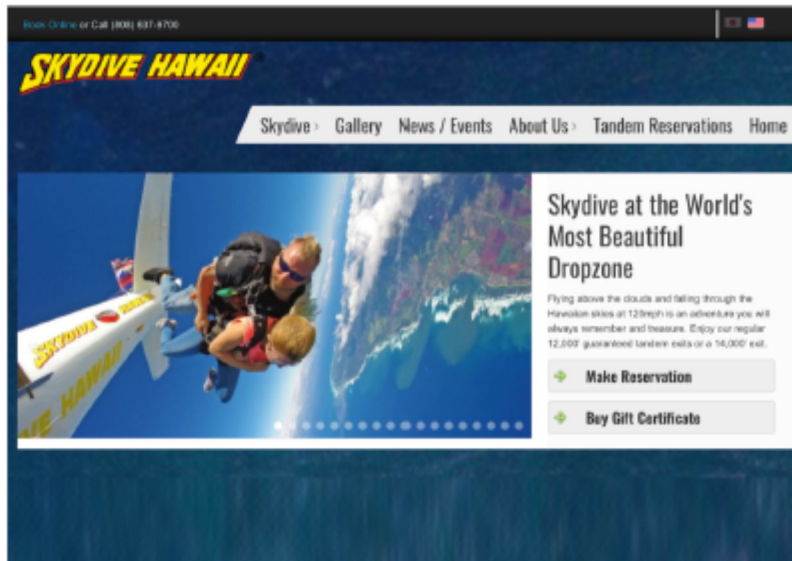 Book Online or Call (808) 637-9700
SKYDIVE HAWAII
Skydive › Gallery News / Events About Us › Tandem Reservations Home
Skydive at the World's
Most Beautiful
Dropzone
Flying above the clouds and falling through the
Hawaiian skies at 120mph is an adventure you will
always remember and treasure. Enjoy our regular
12,000' guaranteed tandem exits or a 14,000' exit.
Make Reservation
Buy Gift Certificate
SKYDIVE HAWAII
HAWAII